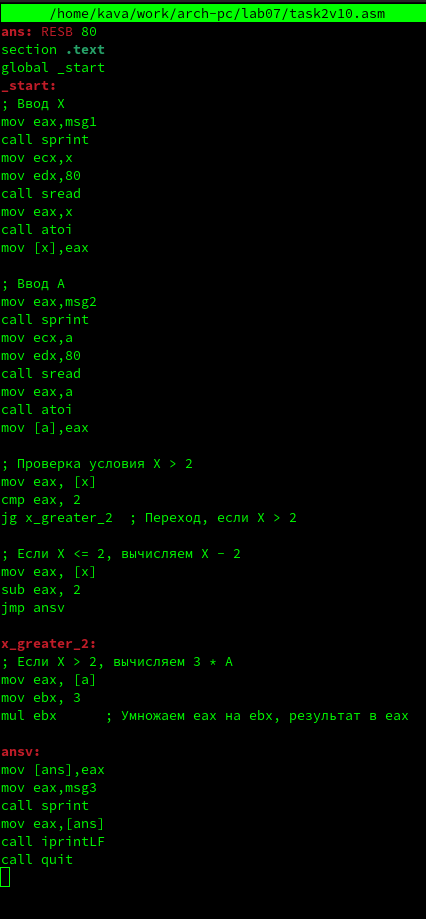 /home/kava/work/arch-pc/lab07/task2v10.asm
ans: RESB 80
section .text
global _start
_start:
; Ввод X
mov eax,msg1
call sprint
mov ecx,x
mov edx,80
call sread
mov eax,x
call atoi
mov [x],eax
; Ввод A
mov eax,msg2
call sprint
mov ecx,a
mov edx,80
call sread
mov eax,a
call atoi
mov [a],eax
; Проверка условия X > 2
mov eax, [x]
cmp eax, 2
jg x_greater_2  ; Переход, если X > 2
; Если X <= 2, вычисляем X - 2
mov eax, [x]
sub eax, 2
jmp ansv
x_greater_2:
; Если X > 2, вычисляем 3 * A
mov eax, [a]
mov ebx, 3
mul ebx      ; Умножаем eax на ebx, результат в eax
ansv:
mov [ans],eax
mov eax,msg3
call sprint
mov eax,[ans]
call iprintLF
call quit